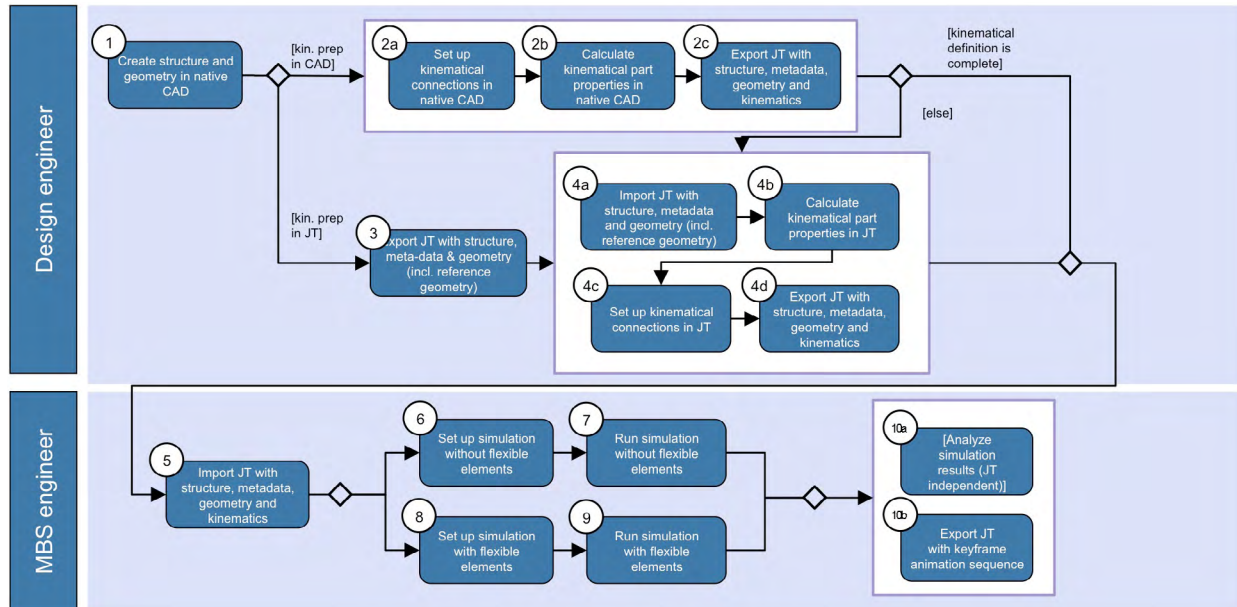 Design engineer
1
Create structure and
geometry in native
CAD
[kin. prep
in CAD]
2a
Set up
kinematical
connections in
native CAD
2b
Calculate
kinematical part
properties in
native CAD
2c
Export JT with
structure, metadata,
geometry and
kinematics
[kinematical
definition is
complete]
[else]
[kin. prep
in JT]
3
Export JT with structure,
meta-data & geometry
(incl. reference
geometry)
4a
Import JT with
structure, metadata
and geometry (incl.
reference geometry)
4b
Calculate
kinematical part
properties in JT
4c
Set up kinematical
connections in JT
4d
Export JT with
structure, metadata,
geometry and
kinematics
MBS engineer
5
Import JT with
structure, metadata,
geometry and
kinematics
6
Set up simulation
without flexible
elements
7
Run simulation
without flexible
elements
8
Set up simulation
with flexible
elements
9
Run simulation
with flexible
elements
10a
[Analyze
simulation
results (JT
independent)]
10b
Export JT
with keyframe
animation sequence